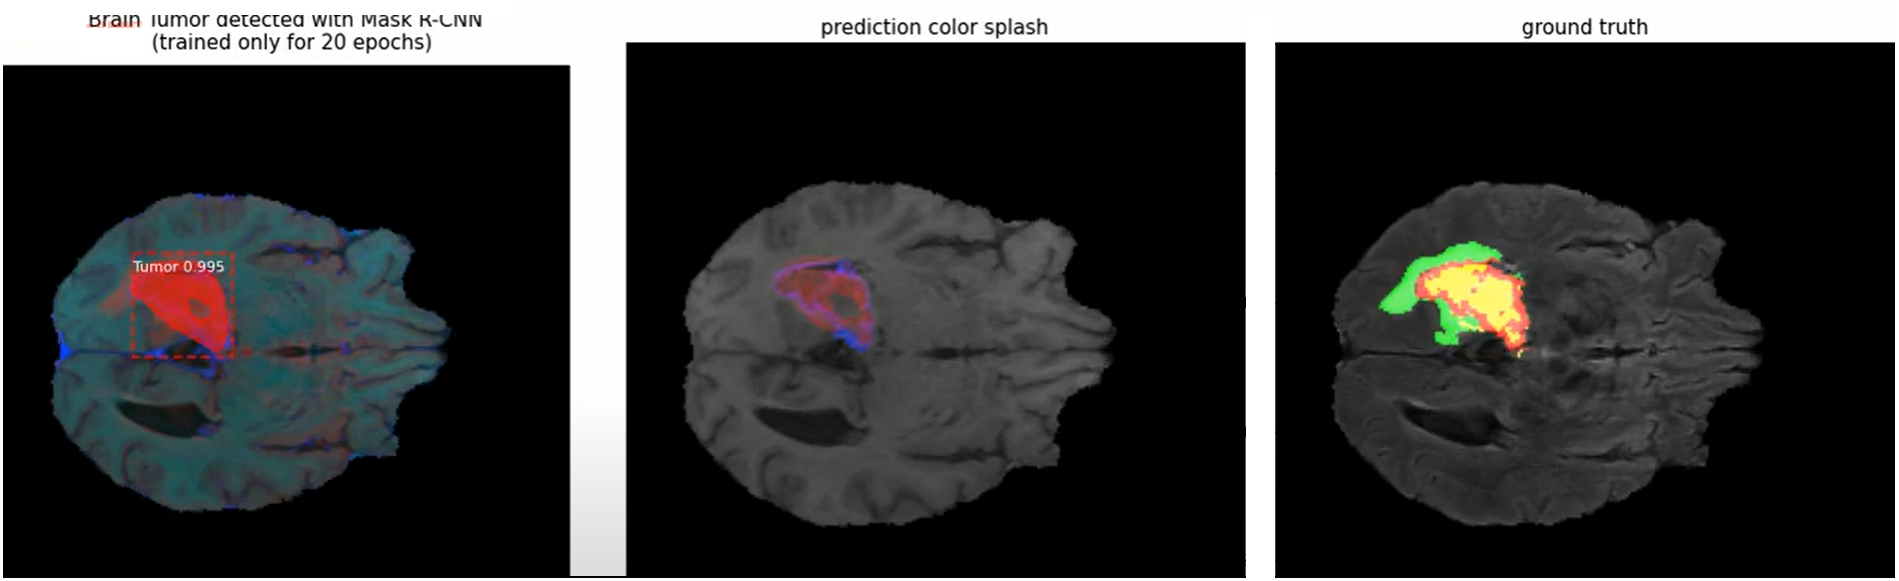 Brain Tumor detected with Mask R-CNN
(trained only for 20 epochs)
prediction color splash
ground truth
Tumor 0.995